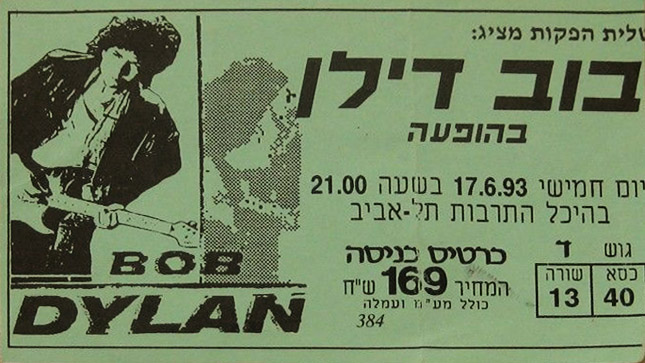 הפקות מציג:
בוב דילן
בהופעה
יום חמישי 17.6.93 בשעה 21.00
בהיכל התרבות תל-אביב
גוש ד
כסא שורה
40 13
כרטיס כניסה
המחיר 169 ש"ח
כולל מע"מ ועמלה
384
BOB
DYLAN